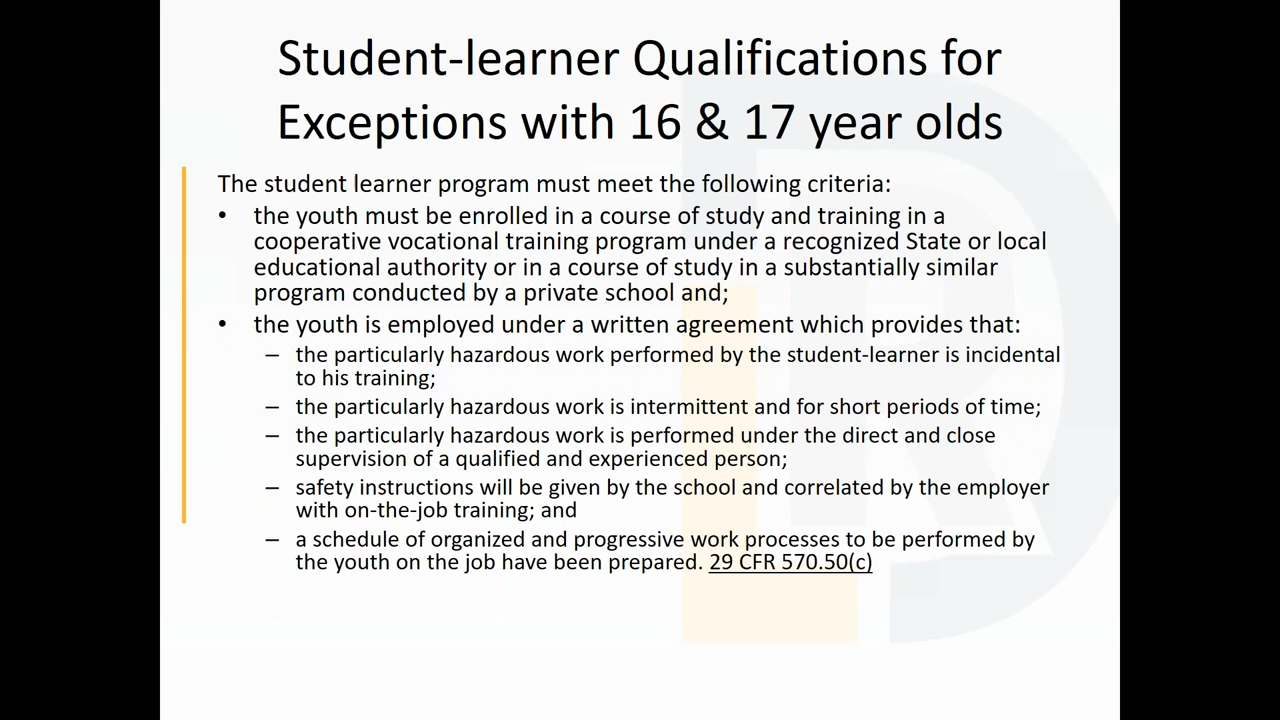 Student-learner Qualifications for
Exceptions with 16 & 17 year olds
The student learner program must meet the following criteria:
• the youth must be enrolled in a course of study and training in a
cooperative vocational training program under a recognized State or local
educational authority or in a course of study in a substantially similar
program conducted by a private school and;
• the youth is employed under a written agreement which provides that:
– the particularly hazardous work performed by the student-learner is incidental
to his training;
– the particularly hazardous work is intermittent and for short periods of time;
– the particularly hazardous work is performed under the direct and close
supervision of a qualified and experienced person;
– safety instructions will be given by the school and correlated by the employer
with on-the-job training; and
– a schedule of organized and progressive work processes to be performed by
the youth on the job have been prepared. 29 CFR 570.50(c)